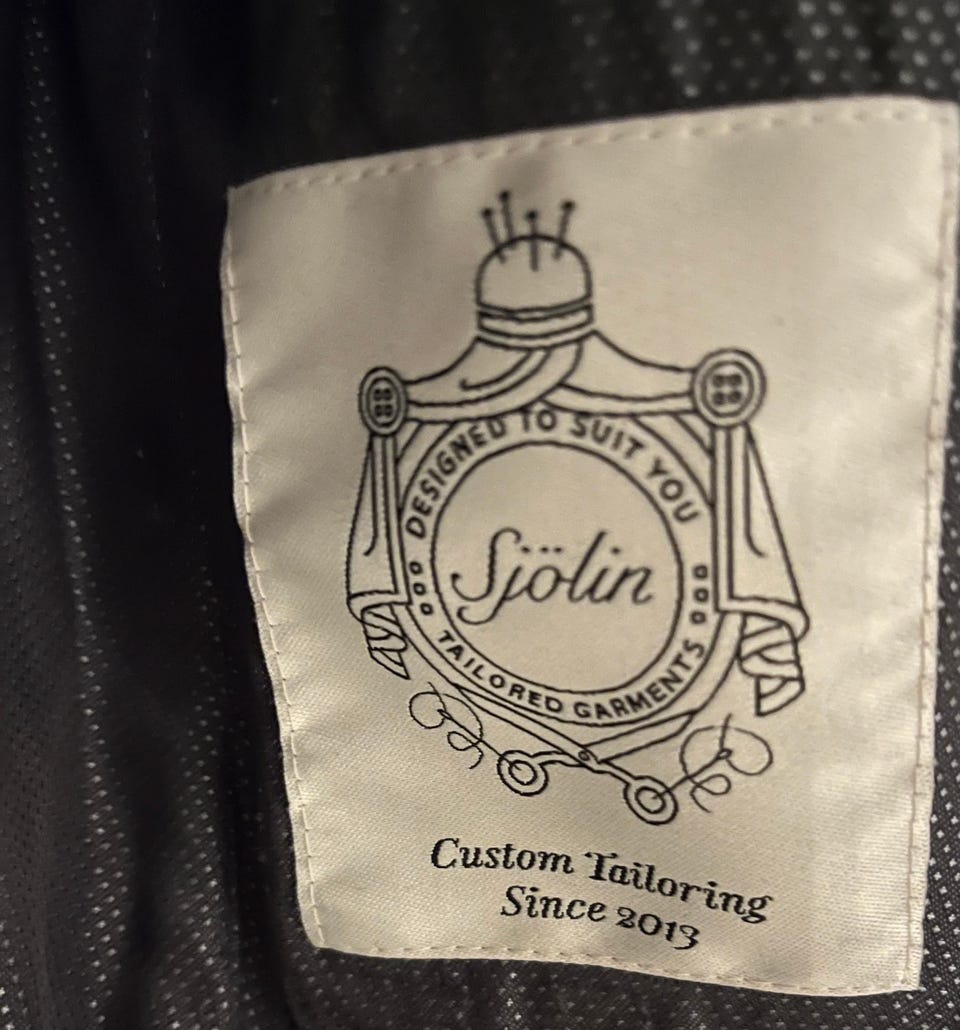 DESIGNED TO SUIT YOU
Sjölin
TAILORED GARMENTS
Custom Tailoring
Since 2013